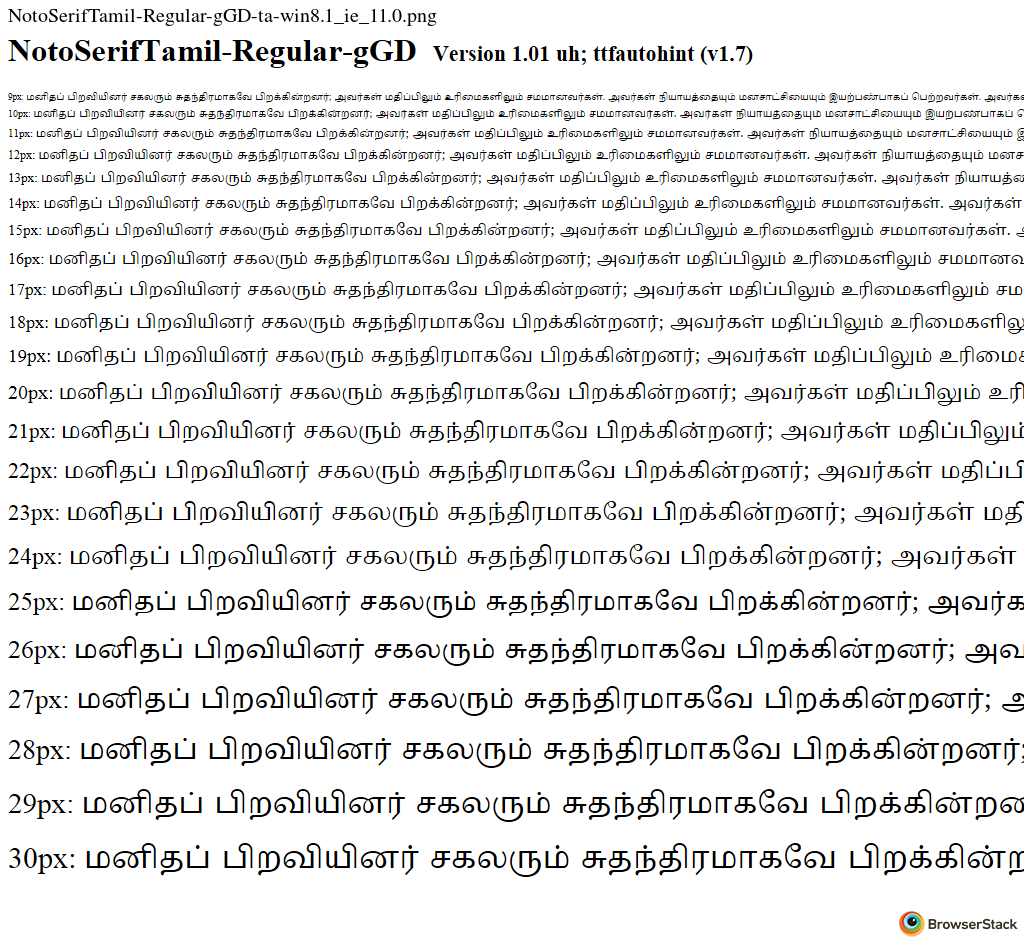 NotoSerifTamil-Regular-gGD-ta-win8.1_ie_11.0.png
NotoSerifTamil-Regular-gGD Version 1.01 uh; ttfautohint (v1.7)
9px: மனிதப் பிறவியினர் சகலரும் சுதந்திரமாகவே பிறக்கின்றனர்; அவர்கள் மதிப்பிலும் உரிமைகளிலும் சமமானவர்கள். அவர்கள் நியாயத்தையும் மனசாட்சியையும் இயற்பண்பாகப் பெற்றவர்கள்.
10px: மனிதப் பிறவியினர் சகலரும் சுதந்திரமாகவே பிறக்கின்றனர்; அவர்கள் மதிப்பிலும் உரிமைகளிலும் சமமானவர்கள். அவர்கள் நியாயத்தையும் மனசாட்சியையும் இயற்பண்பாகப்
11px: மனிதப் பிறவியினர் சகலரும் சுதந்திரமாகவே பிறக்கின்றனர்; அவர்கள் மதிப்பிலும் உரிமைகளிலும் சமமானவர்கள். அவர்கள் நியாயத்தையும் மனசாட்சியையும்
12px: மனிதப் பிறவியினர் சகலரும் சுதந்திரமாகவே பிறக்கின்றனர்; அவர்கள் மதிப்பிலும் உரிமைகளிலும் சமமானவர்கள். அவர்கள் நியாயத்தையும் மனச
13px: மனிதப் பிறவியினர் சகலரும் சுதந்திரமாகவே பிறக்கின்றனர்; அவர்கள் மதிப்பிலும் உரிமைகளிலும் சமமானவர்கள். அவர்கள்
14px: மனிதப் பிறவியினர் சகலரும் சுதந்திரமாகவே பிறக்கின்றனர்; அவர்கள் மதிப்பிலும் உரிமைகளிலும் சமமானவர்கள். அவர்கள்
15px: மனிதப் பிறவியினர் சகலரும் சுதந்திரமாகவே பிறக்கின்றனர்; அவர்கள் மதிப்பிலும் உரிமைகளிலும் சமமானவர்கள்.
16px: மனிதப் பிறவியினர் சகலரும் சுதந்திரமாகவே பிறக்கின்றனர்; அவர்கள் மதிப்பிலும் உரிமைகளிலும் சமமானவ
17px: மனிதப் பிறவியினர் சகலரும் சுதந்திரமாகவே பிறக்கின்றனர்; அவர்கள் மதிப்பிலும் உரிமைகளிலும் சம
18px: மனிதப் பிறவியினர் சகலரும் சுதந்திரமாகவே பிறக்கின்றனர்; அவர்கள் மதிப்பிலும் உரிமைகளிலு
19px: மனிதப் பிறவியினர் சகலரும் சுதந்திரமாகவே பிறக்கின்றனர்; அவர்கள் மதிப்பிலும் உரிமைக
20px: மனிதப் பிறவியினர் சகலரும் சுதந்திரமாகவே பிறக்கின்றனர்; அவர்கள் மதிப்பிலும் உரி
21px: மனிதப் பிறவியினர் சகலரும் சுதந்திரமாகவே பிறக்கின்றனர்; அவர்கள் மதிப்பிலும்
22px: மனிதப் பிறவியினர் சகலரும் சுதந்திரமாகவே பிறக்கின்றனர்; அவர்கள் மதிப்பி
23px: மனிதப் பிறவியினர் சகலரும் சுதந்திரமாகவே பிறக்கின்றனர்; அவர்கள் மதி
24px: மனிதப் பிறவியினர் சகலரும் சுதந்திரமாகவே பிறக்கின்றனர்; அவர்கள்
25px: மனிதப் பிறவியினர் சகலரும் சுதந்திரமாகவே பிறக்கின்றனர்; அவர்க
26px: மனிதப் பிறவியினர் சகலரும் சுதந்திரமாகவே பிறக்கின்றனர்; அவ
27px: மனிதப் பிறவியினர் சகலரும் சுதந்திரமாகவே பிறக்கின்றனர்; அ
28px: மனிதப் பிறவியினர் சகலரும் சுதந்திரமாகவே பிறக்கின்றனர்;
29px: மனிதப் பிறவியினர் சகலரும் சுதந்திரமாகவே பிறக்கின்றன
30px: மனிதப் பிறவியினர் சகலரும் சுதந்திரமாகவே பிறக்கின்ற
BrowserStack